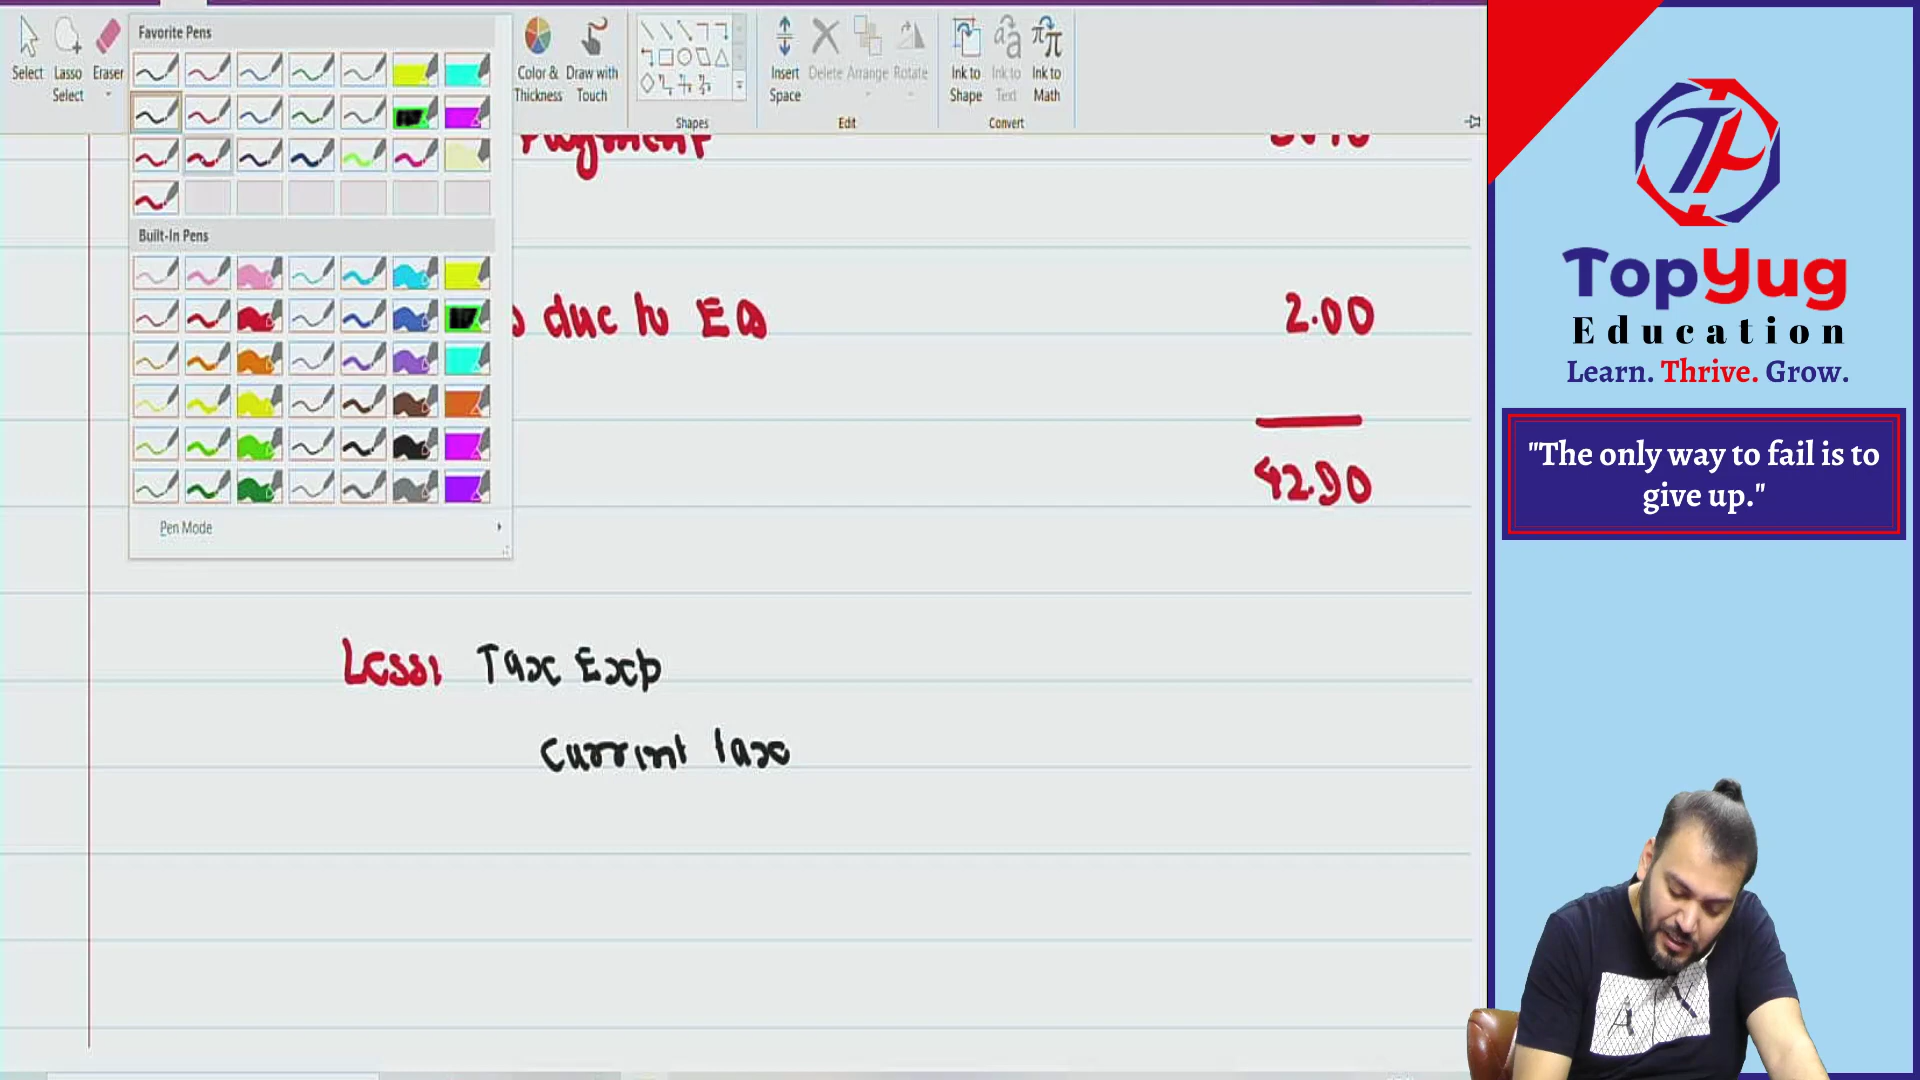 Favorite Pens
Select
Lasso Select
Eraser
Color & Thickness
Draw with Touch
Shapes
Insert Space
Delete
Arrange
Rotate
Edit
Ink to Shape
Ink to Text
Ink to Math
Convert
Built-In Pens
Pen Mode
due to EQ 2.00
42.90
Less: Tax Exp
Current Tax
TopYug
Education
Learn. Thrive. Grow.
"The only way to fail is to
give up."